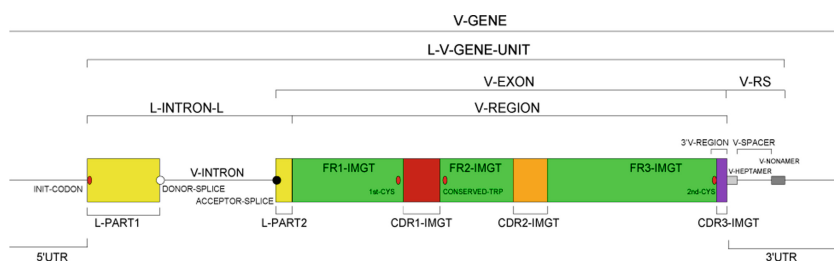 V-GENE
L-V-GENE-UNIT
V-EXON
V-RS
L-INTRON-L
V-REGION
3'V-REGION
V-SPACER
V-INTRON
FR1-IMGT
FR2-IMGT
FR3-IMGT
V-NONAMER
V-HEPTAMER
INIT-CODON
DONOR-SPLICE
1st-CYS
CONSERVED-TRP
2nd-CYS
ACCEPTOR-SPLICE
L-PART1
L-PART2
CDR1-IMGT
CDR2-IMGT
CDR3-IMGT
5'UTR
3'UTR